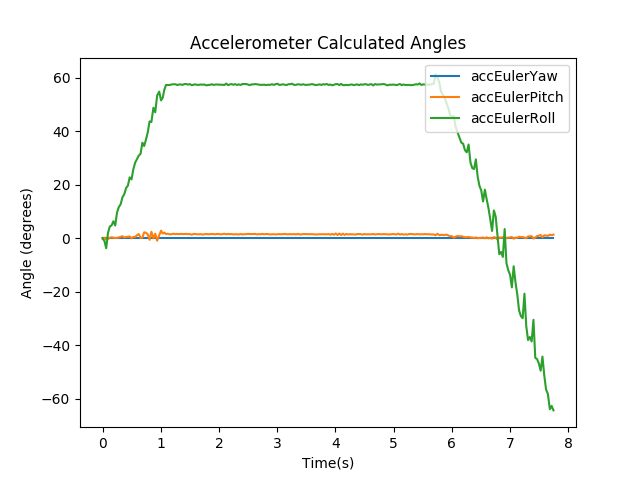 Accelerometer Calculated Angles
accEulerYaw
accEulerPitch
accEulerRoll
Angle (degrees)
60
40
20
0
−20
−40
−60
0 1 2 3 4 5 6 7 8
Time(s)